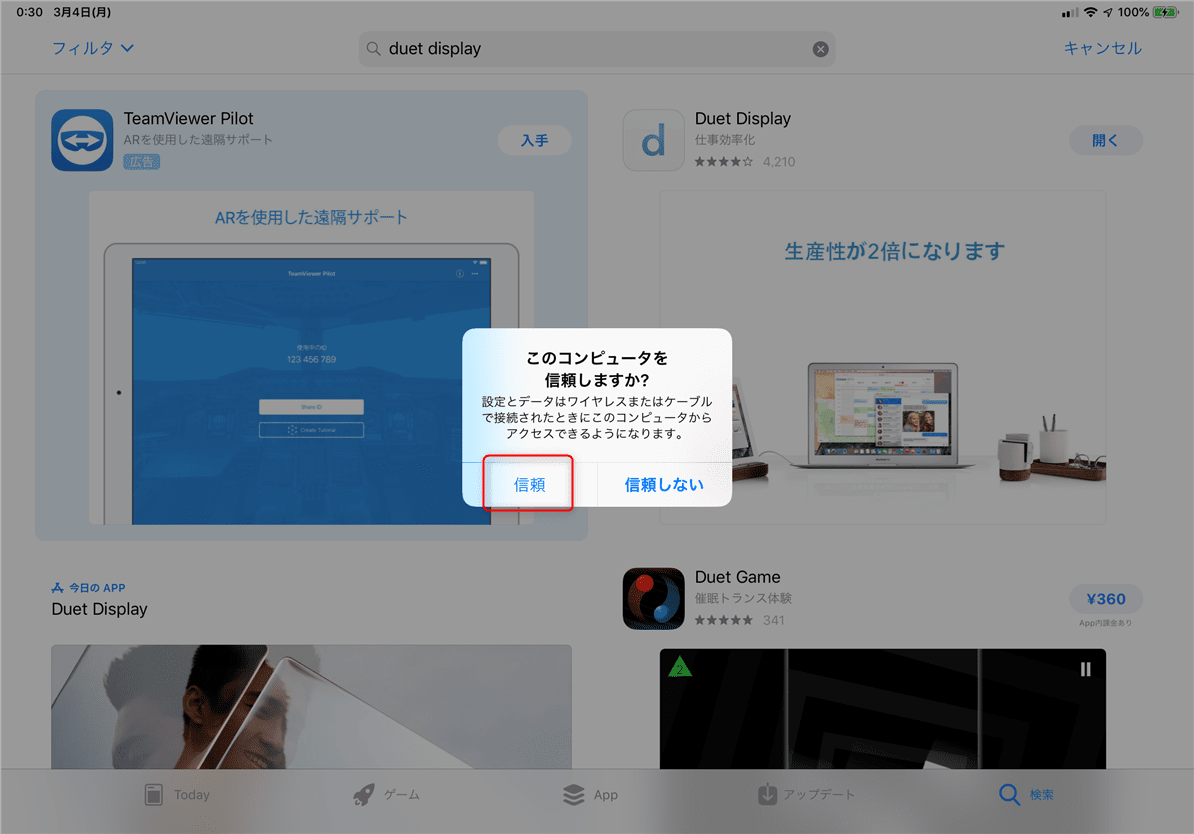 0:30 3月4日(月)
100%
フィルタ
duet display
キャンセル
TeamViewer Pilot
ARを使用した遠隔サポート
広告
入手
Duet Display
仕事効率化
4,210
開く
ARを使用した遠隔サポート
TeamViewer Pilot
使用中のID
123 456 789
Share ID
Create Tutorial
生産性が2倍になります
このコンピュータを
信頼しますか?
設定とデータはワイヤレスまたはケーブル
で接続されたときにこのコンピュータから
アクセスできるようになります。
信頼
信頼しない
今日の APP
Duet Display
Duet Game
催眠トランス体験
341
¥360
App内課金あり
2
Today
ゲーム
App
アップデート
検索